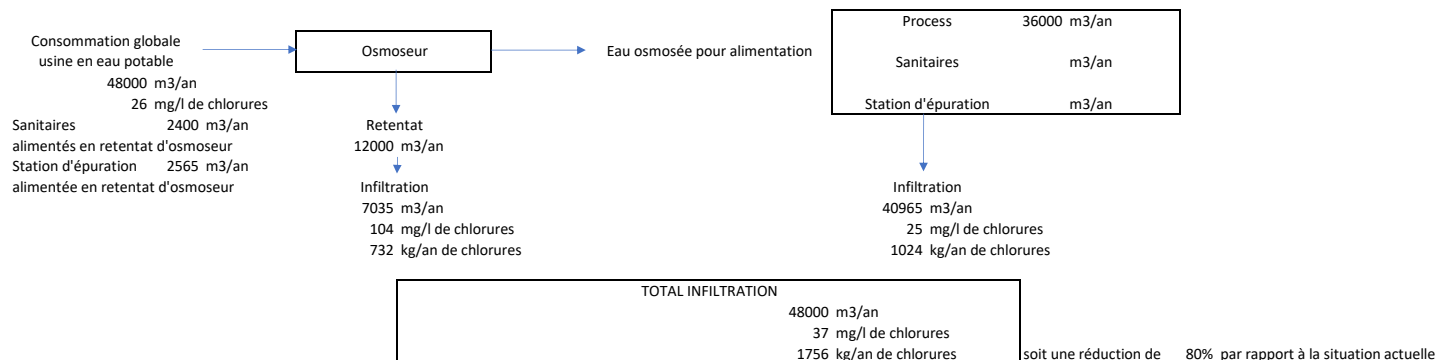 Process 36000 m3/an
Consommation globale
usine en eau potable
Osmoseur
Eau osmosée pour alimentation
Sanitaires m3/an
48000 m3/an
26 mg/l de chlorures
Station d'épuration m3/an
Sanitaires 2400 m3/an
alimentés en retentat d'osmoseur
Station d'épuration 2565 m3/an
alimentée en retentat d'osmoseur
Retentat
12000 m3/an
Infiltration
7035 m3/an
104 mg/l de chlorures
732 kg/an de chlorures
Infiltration
40965 m3/an
25 mg/l de chlorures
1024 kg/an de chlorures
TOTAL INFILTRATION
48000 m3/an
37 mg/l de chlorures
1756 kg/an de chlorures soit une réduction de 80% par rapport à la situation actuelle